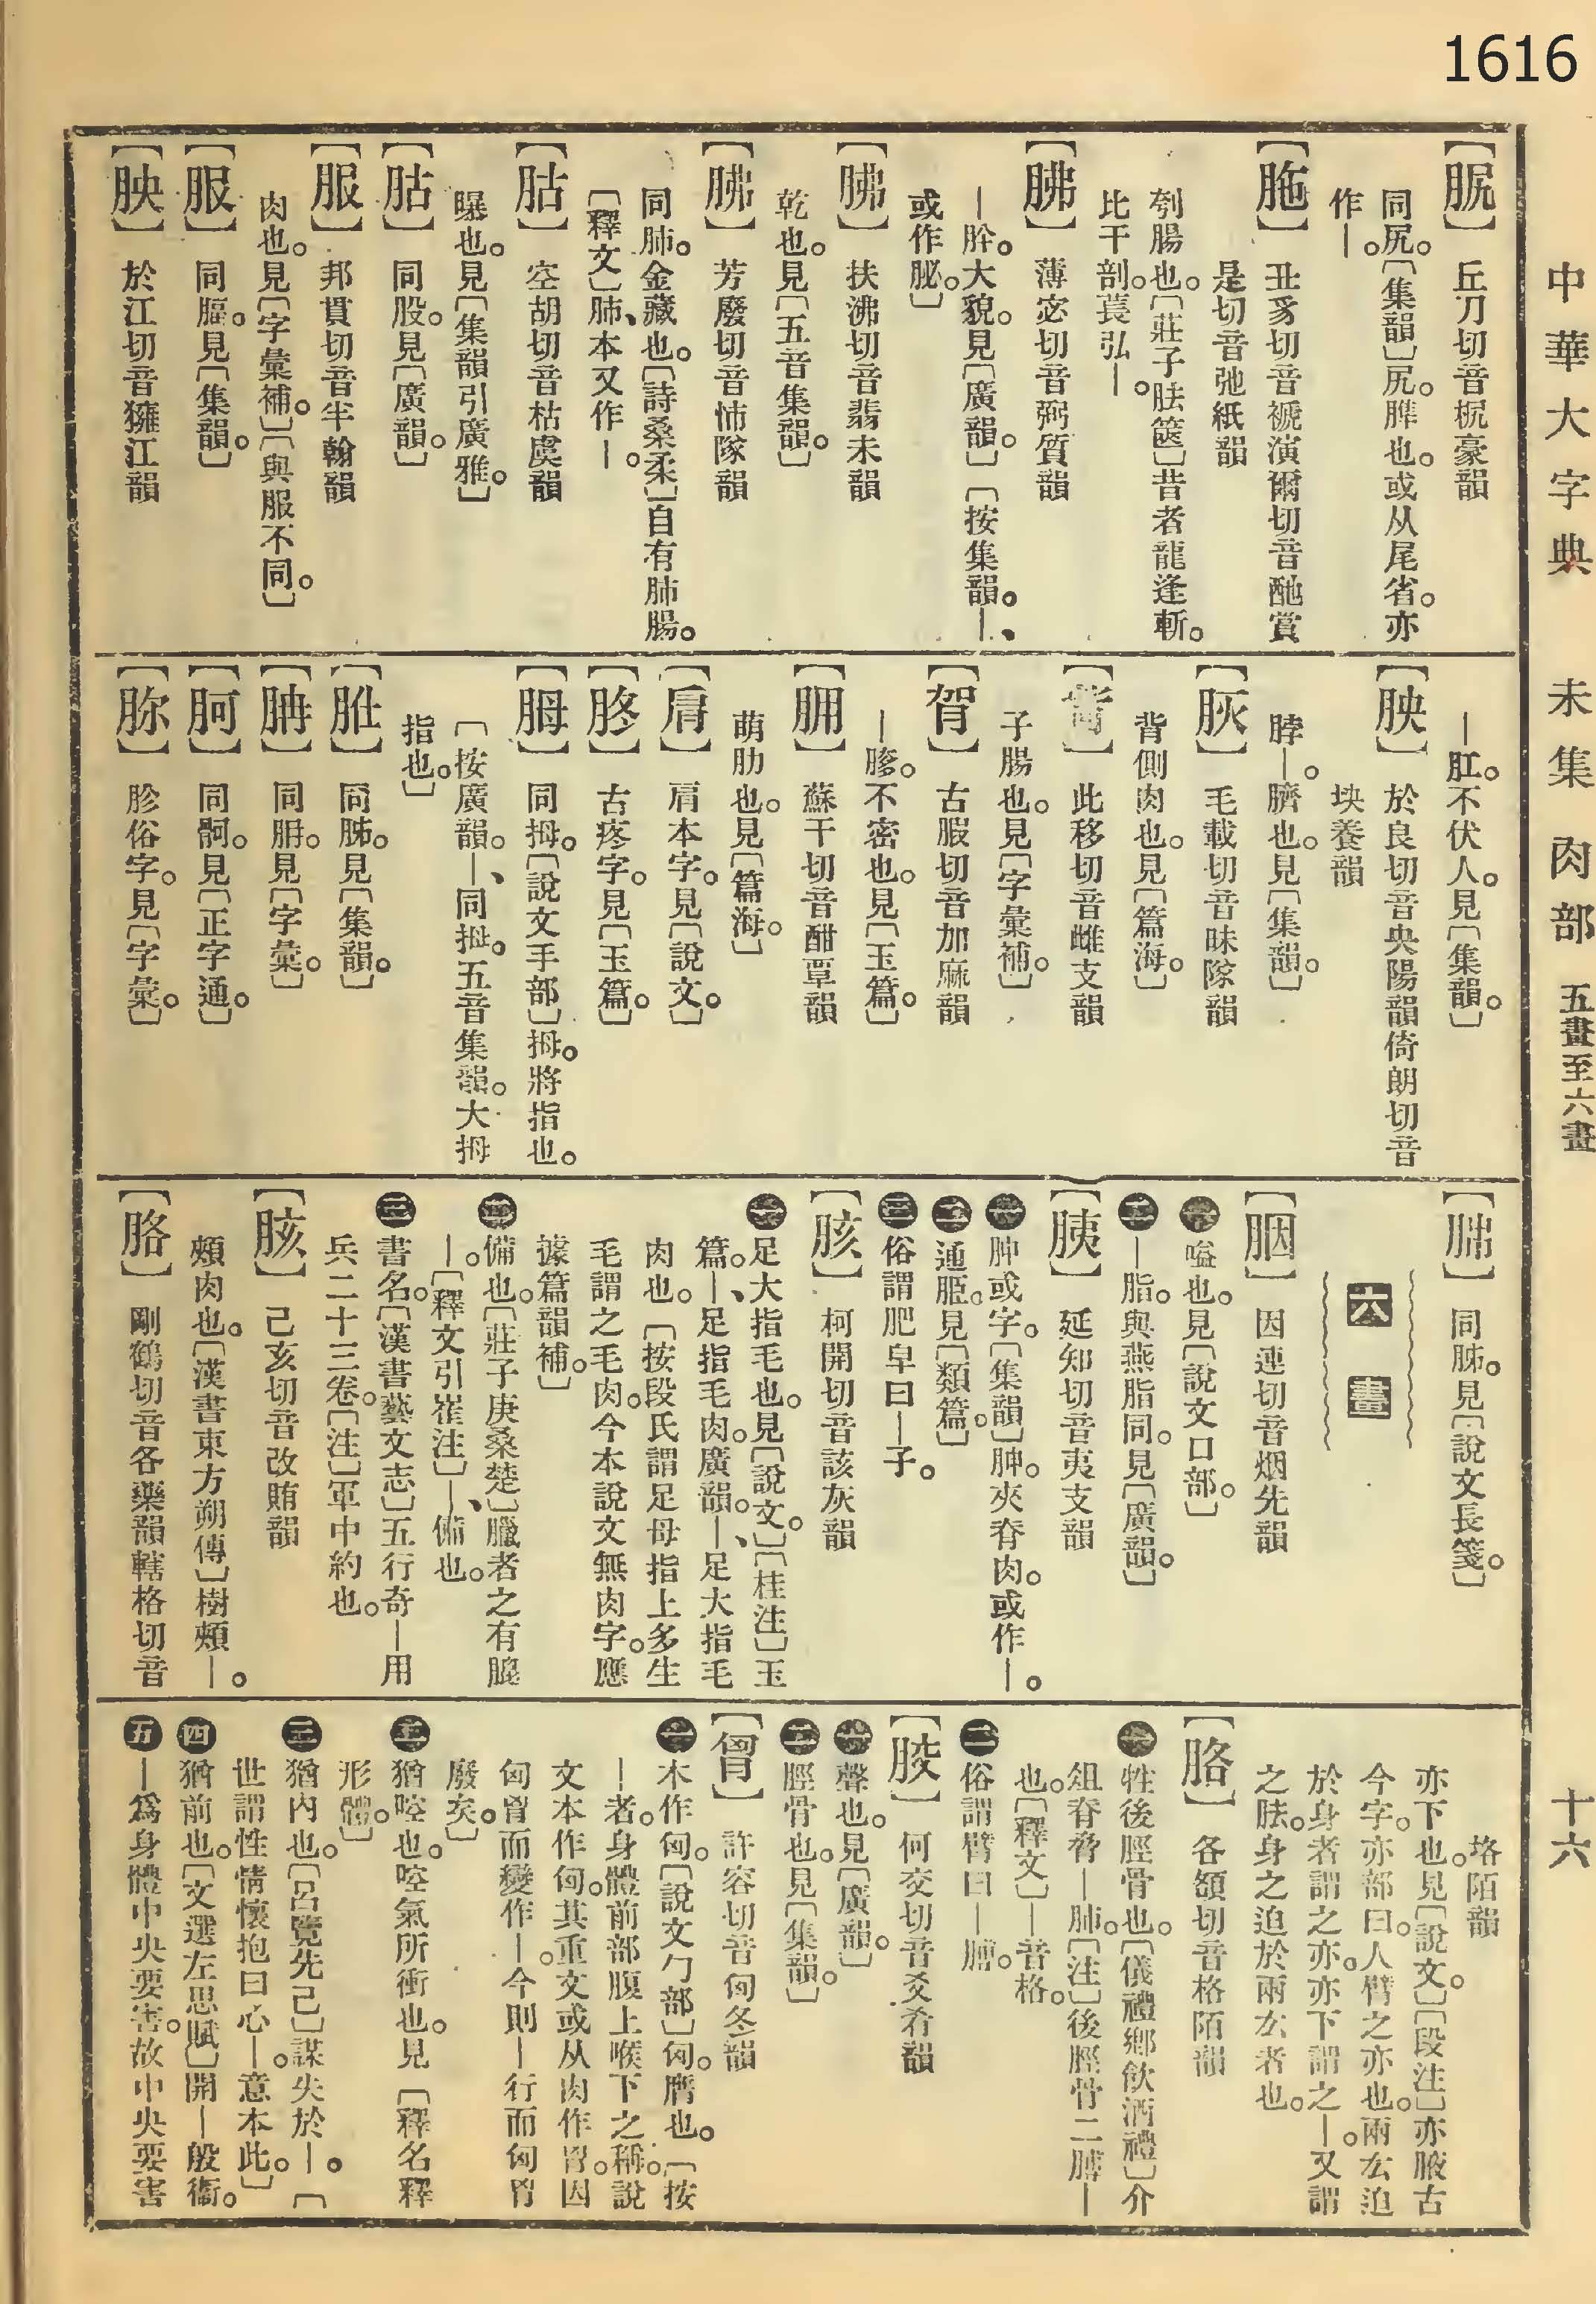 1616
中華大字典 未集 肉部 五畫至六畫 十六
【𦙷】丘刀切音尻豪韻
同尻。〔集韻〕尻。脽也。或从尾省。亦
作—。
【胣】丑豸切音褫演爾切音酏賞
是切音弛紙韻
刳腸也。〔莊子胠篋〕昔者龍逢斬。
比干剖。萇弘—。
【胇】薄宓切音弼質韻
—肸。大貌。見〔廣韻。〕〔按集韻。—、
或作䏟。〕
【胇】扶沸切音翡未韻
乾也。見〔五音集韻。〕
【胇】芳廢切音怖隊韻
同肺。金藏也。〔詩桑柔〕自有肺腸。
〔釋文〕肺、本又作—。
【胋】空胡切音枯虞韻
曝也。見〔集韻引廣雅。〕
【胋】同股。見〔廣韻。〕
【服】邦貫切音半翰韻
肉也。見〔字彙補。〕〔與服不同。〕
【服】同腽。見〔集韻。〕
【胦】於江切音㺗江韻
—肛。不伏人。見〔集韻。〕
【胦】於良切音央陽韻倚朗切音
坱養韻
脖—。臍也。見〔集韻。〕
【灰】毛載切音昧隊韻
背側肉也。見〔篇海。〕
【胔】此移切音雌支韻
子腸也。見〔字彙補。〕
【䪪】古暇切音加麻韻
—䐒。不密也。見〔玉篇。〕
【𦙵】蘇干切音酣覃韻
萌肋也。見〔篇海。〕
【肩】肩本字。見〔說文。〕
【胳】古疼字。見〔玉篇。〕
【胟】同拇。〔說文手部〕拇。將指也。
〔按廣韻。—、同拇。五音集韻。大拇
指也。〕
【胜】同胏。見〔集韻。〕
【𦙫】同䏽。見〔字彙。〕
【胢】同䯊。見〔正字通。〕
【𦙠】胗俗字。見〔字彙。〕
【胏】同胏。見〔說文長箋。〕
六畫
【胭】因連切音烟先韻
㊀嗌也。見〔說文口部。〕
㊁—脂。與燕脂同。見〔廣韻。〕
【胰】延知切音夷支韻
㊀胂或字。〔集韻〕胂。夾脊肉。或作—。
㊁通䏰。見〔類篇。〕
㊂俗謂肥皁曰—子。
【胲】柯開切音該灰韻
㊀足大指毛也。見〔說文。〕〔桂注〕玉
篇。—、足指毛肉。廣韻。—、足大指毛
肉也。〔按段氏謂足母指上多生
毛謂之毛肉。今本說文無肉字。應
據篇韻補。〕
㊁備也。〔莊子庚桑楚〕臘者之有膍
—。〔釋文引崔注〕—、備也。
㊂書名。〔漢書藝文志〕五行奇—用
兵二十三卷。〔注〕軍中約也。
【胲】己亥切音改賄韻
頰肉也。〔漢書東方朔傳〕樹頰—。
【胳】剛鶴切音各藥韻轄格切音
垎陌韻
亦下也。見〔說文。〕〔段注〕亦腋古
今字。亦部曰。人臂之亦也。兩厷迫
於身者謂之亦。亦下謂之—。又謂
之胠。身之迫於兩厷者也。
【胳】各額切音格陌韻
㊀牲後脛骨也。〔儀禮鄉飲酒禮〕介
俎脊脅—肺。〔注〕後脛骨二膊—
也。〔釋文〕—音格。
㊁俗謂臂曰—膊。
【胶】何交切音爻肴韻
㊀聲也。見〔廣韻。〕
㊁脛骨也。見〔集韻。〕
【胷】許容切音匈冬韻
㊀本作匈。〔說文勹部〕匈。膺也。〔按
—者。身體前部腹上喉下之稱。說
文本作匈。其重文或从肉作肎。因
匈肎而變作—。今則—行而匈肎
廢矣。〕
㊁猶啌也。啌氣所衝也。見〔釋名釋
形體。〕
㊂猶內也。〔呂覽先己〕謀失於—。〔
世謂性情懷抱曰心—。意本此。〕
㊃猶前也。〔文選左思賦〕開—殷衞。
㊄—爲身體中央要害。故中央要害